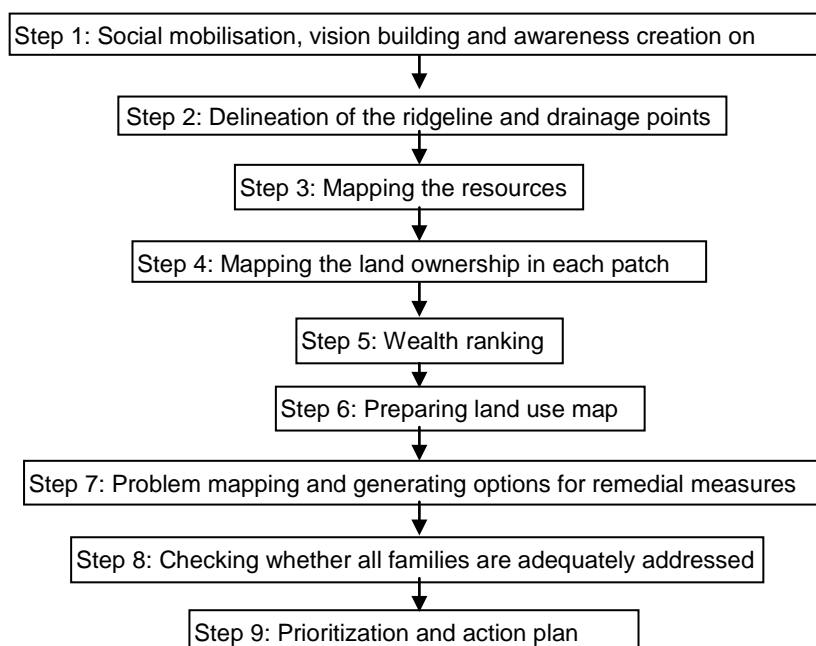 Step 1: Social mobilisation, vision building and awareness creation on
Step 2: Delineation of the ridgeline and drainage points
Step 3: Mapping the resources
Step 4: Mapping the land ownership in each patch
Step 5: Wealth ranking
Step 6: Preparing land use map
Step 7: Problem mapping and generating options for remedial measures
Step 8: Checking whether all families are adequately addressed
Step 9: Prioritization and action plan